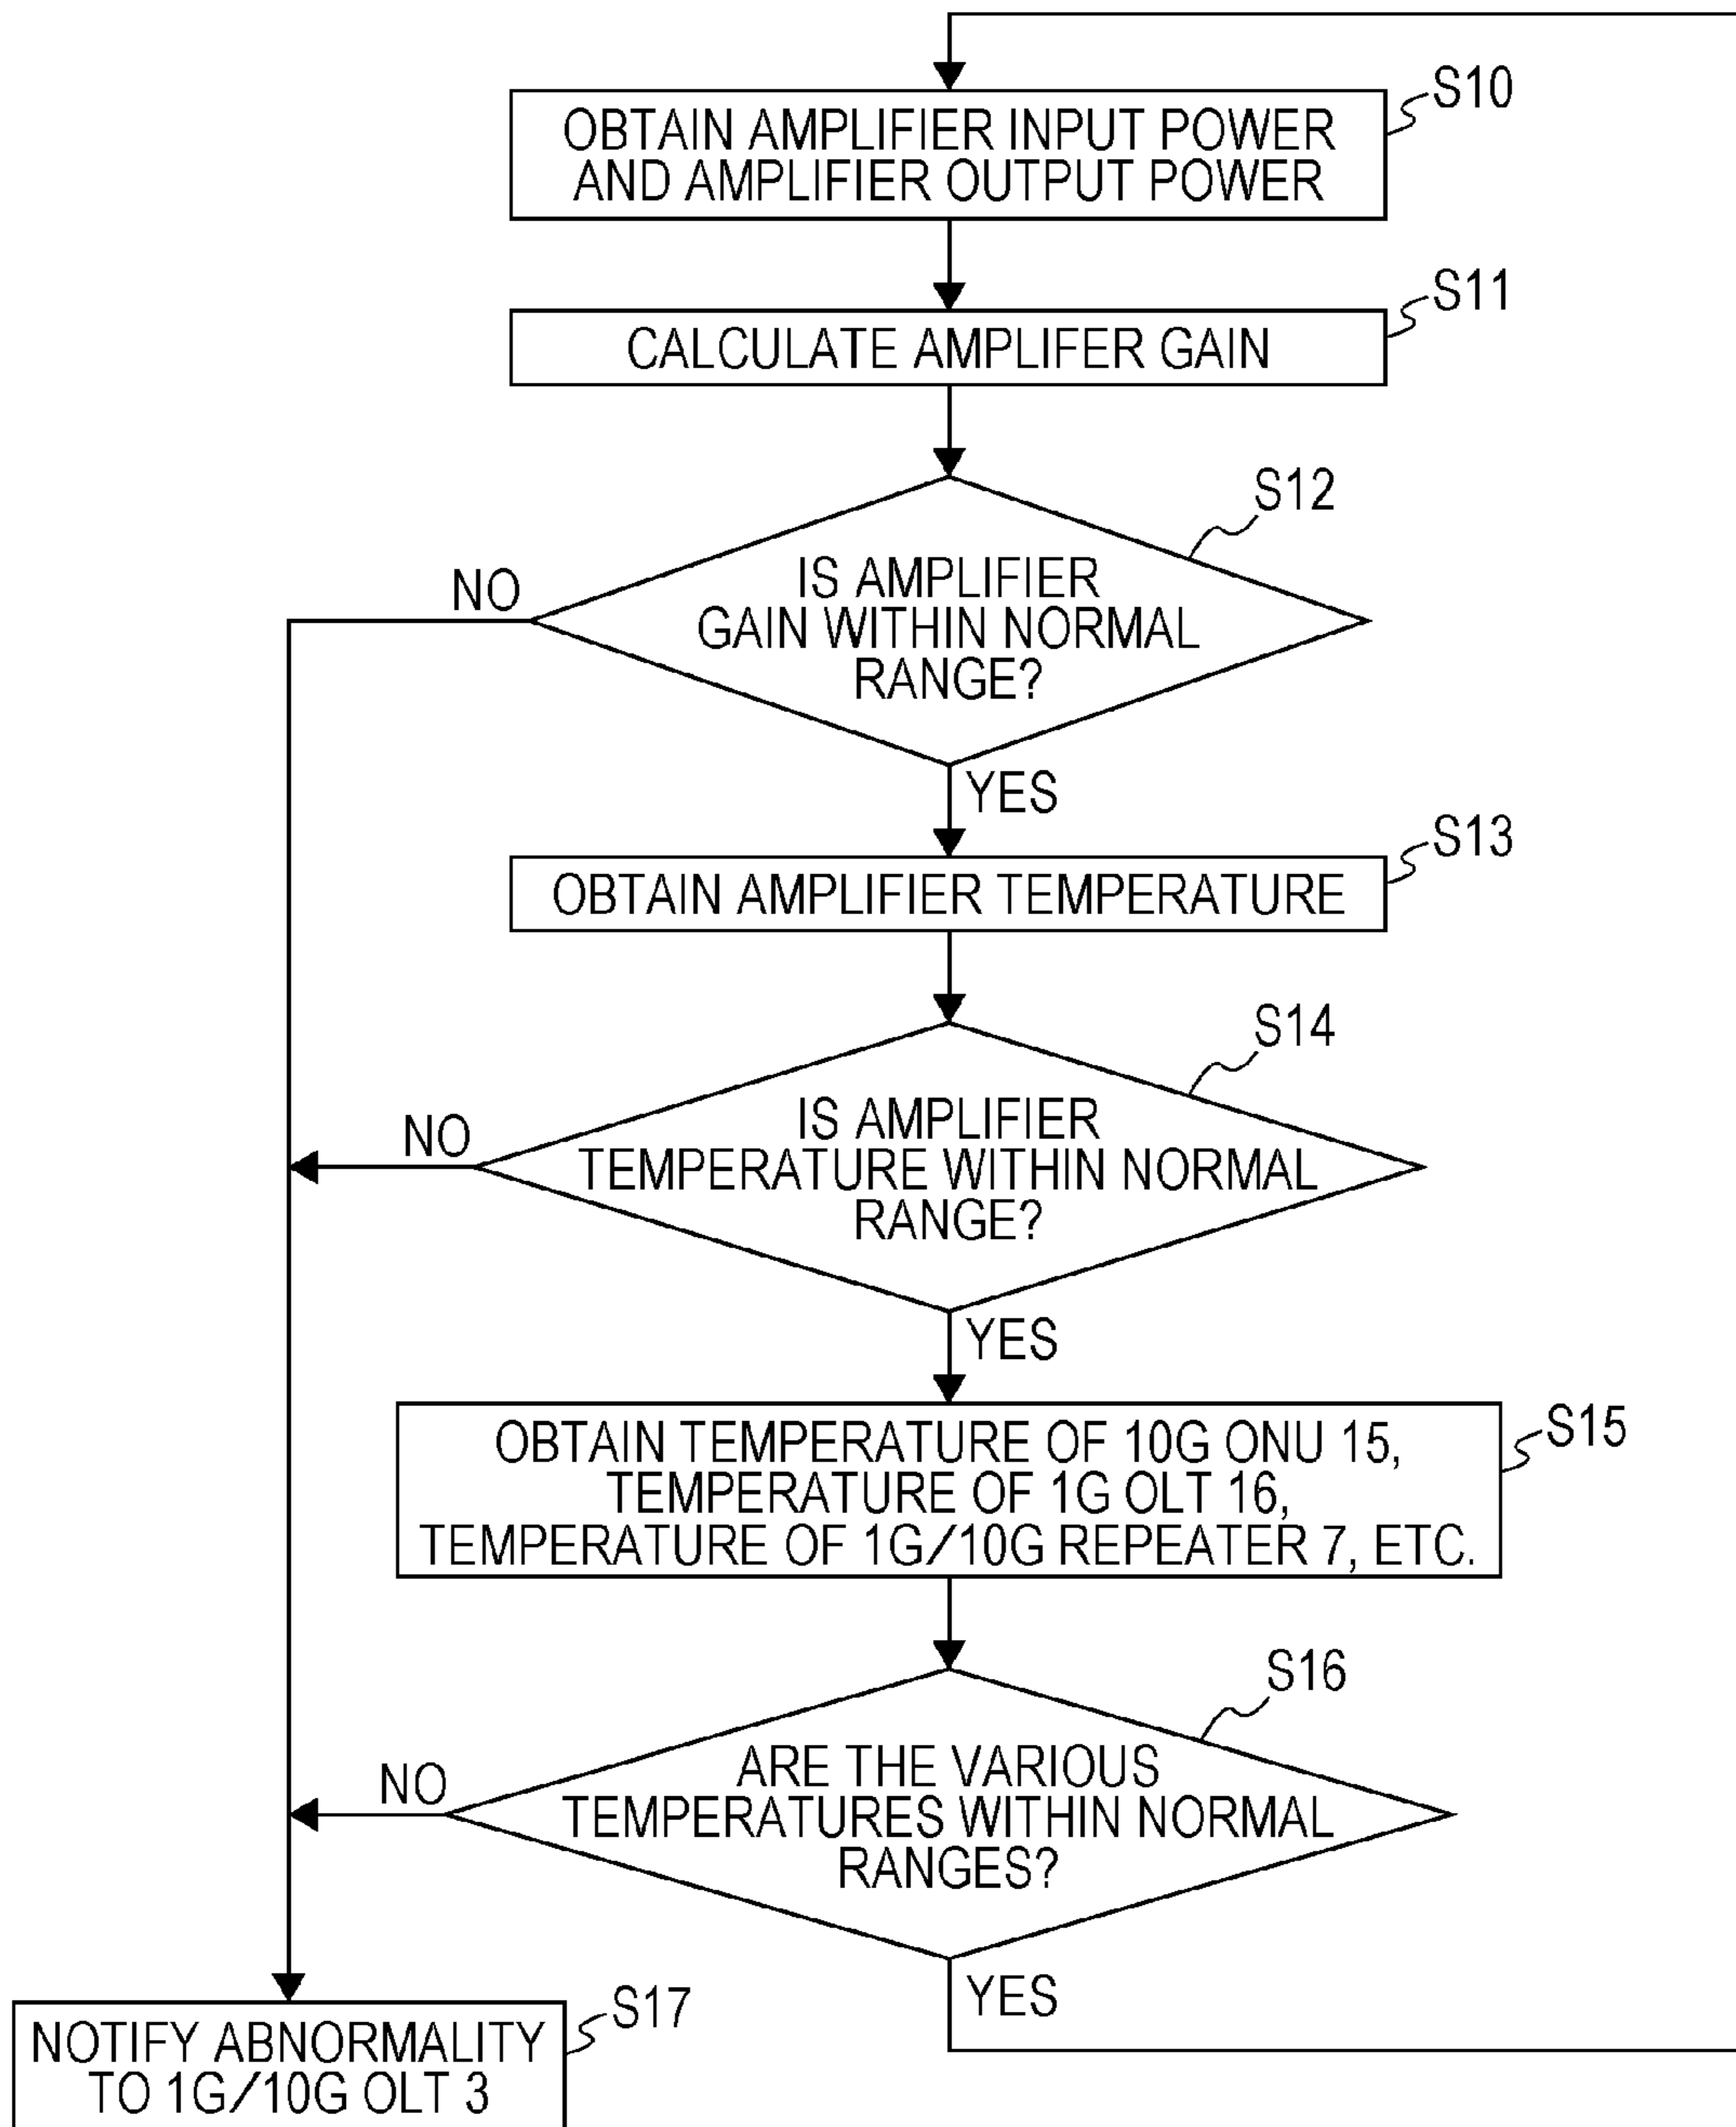 S10
OBTAIN AMPLIFIER INPUT POWER
AND AMPLIFIER OUTPUT POWER
S11
CALCULATE AMPLIFER GAIN
S12
IS AMPLIFIER
GAIN WITHIN NORMAL
RANGE?
NO
YES
S13
OBTAIN AMPLIFIER TEMPERATURE
S14
IS AMPLIFIER
TEMPERATURE WITHIN NORMAL
RANGE?
NO
YES
S15
OBTAIN TEMPERATURE OF 10G ONU 15,
TEMPERATURE OF 1G OLT 16,
TEMPERATURE OF 1G/10G REPEATER 7, ETC.
S16
ARE THE VARIOUS
TEMPERATURES WITHIN NORMAL
RANGES?
NO
YES
S17
NOTIFY ABNORMALITY
TO 1G/10G OLT 3